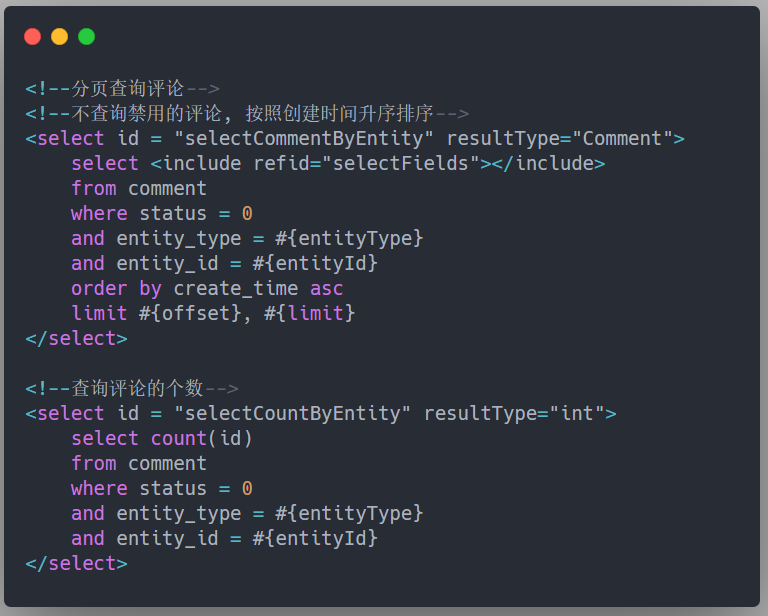 <!--分页查询评论-->
<!--不查询禁用的评论, 按照创建时间升序排序-->
<select id = "selectCommentByEntity" resultType="Comment">
    select <include refid="selectFields"></include>
    from comment
    where status = 0
    and entity_type = #{entityType}
    and entity_id = #{entityId}
    order by create_time asc
    limit #{offset}, #{limit}
</select>

<!--查询评论的个数-->
<select id = "selectCountByEntity" resultType="int">
    select count(id)
    from comment
    where status = 0
    and entity_type = #{entityType}
    and entity_id = #{entityId}
</select>